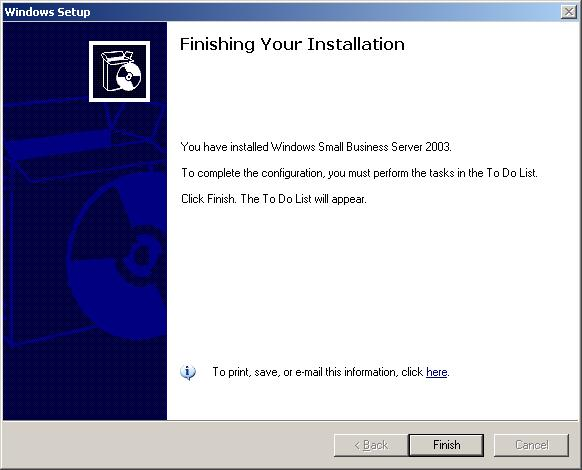 Windows Setup
Finishing Your Installation
You have installed Windows Small Business Server 2003.
To complete the configuration, you must perform the tasks in the To Do List.
Click Finish. The To Do List will appear.
To print, save, or e-mail this information, click here.
< Back Finish Cancel